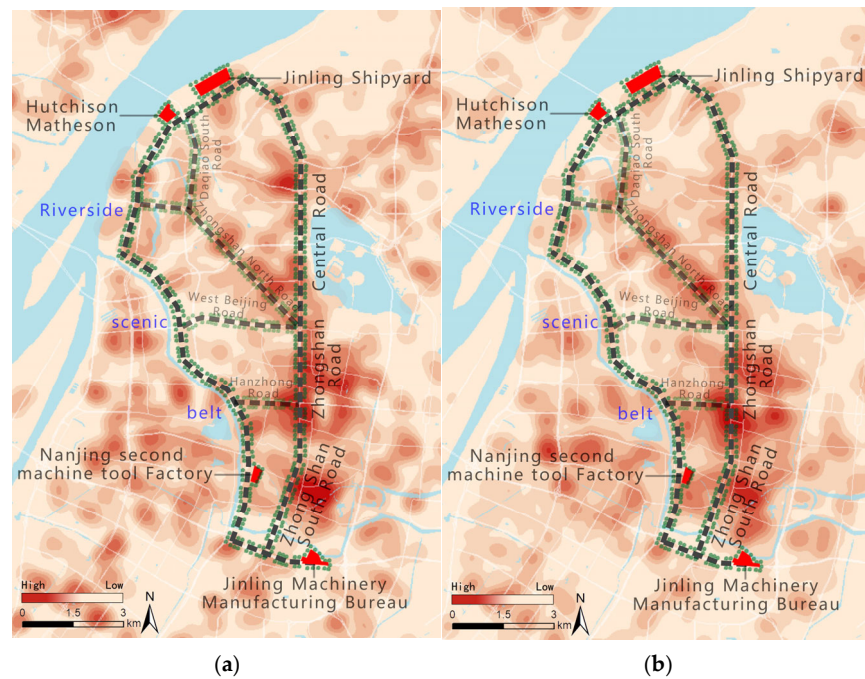 Jinling Shipyard
Hutchison
Matheson
Daqiao South
Road
Riverside
Zhongshan North Road
Central Road
West Beijing
Road
scenic
Zhongshan
Road
Hanzhong
Road
belt
Nanjing second
machine tool Factory
Zhong Shan
South Road
Jinling Machinery
Manufacturing Bureau
High Low
0 1.5 3
km
N
(a)
Jinling Shipyard
Hutchison
Matheson
Daqiao South
Road
Riverside
Zhongshan North Road
Central Road
West Beijing
Road
scenic
Zhongshan
Road
Hanzhong
Road
belt
Nanjing second
machine tool Factory
Zhong Shan
South Road
Jinling Machinery
Manufacturing Bureau
High Low
0 1.5 3
km
N
(b)